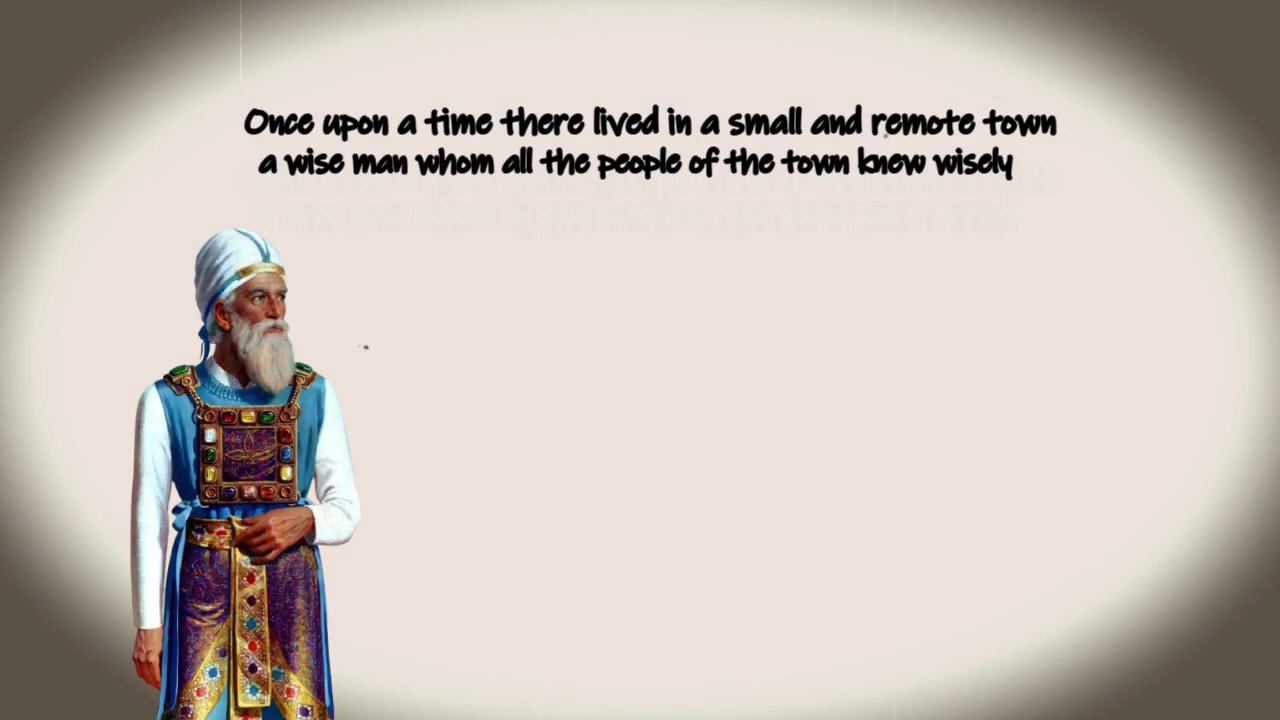 Once upon a time there lived in a small and remote town
a wise man whom all the people of the town knew wisely